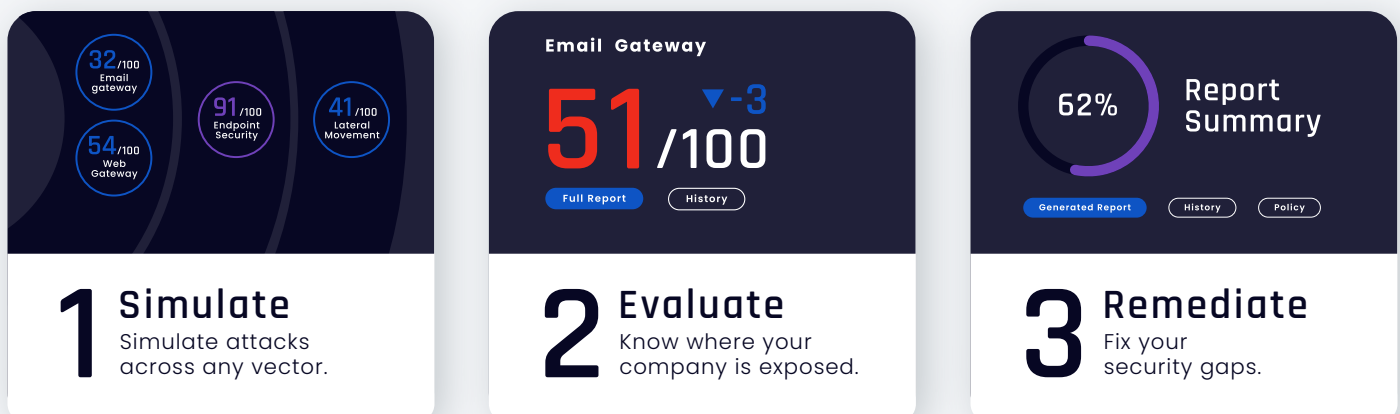 32/100
Email
gateway
54/100
Web
Gateway
91/100
Endpoint
Security
41/100
Lateral
Movement
1 Simulate
Simulate attacks
across any vector.
Email Gateway
51/100
▼-3
Full Report
History
2 Evaluate
Know where your
company is exposed.
62%
Report
Summary
Generated Report
History
Policy
3 Remediate
Fix your
security gaps.